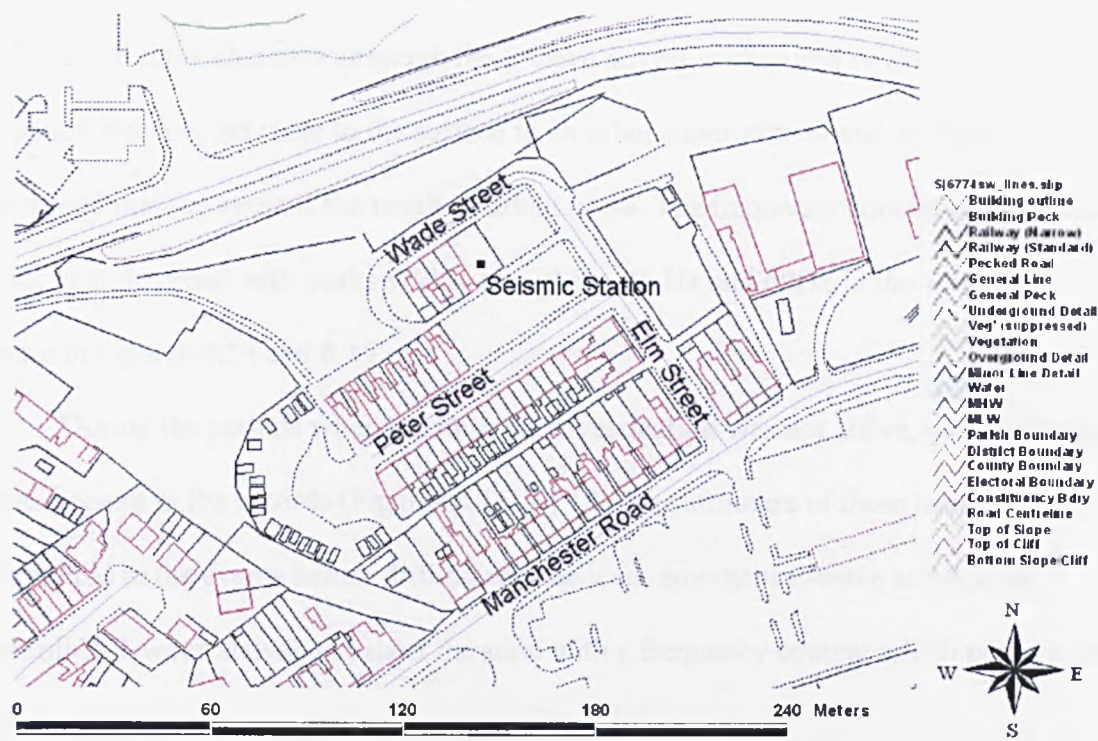 Wade Street
Seismic Station
Elm Street
Peter Street
Manchester Road
SJ6774sw_lines.shp
Building outline
Building Peck
Railway (Narrow)
Railway (Standard)
Pecked Road
General Line
General Peck
Underground Detail
Veg' (suppressed)
Vegetation
Overground Detail
Minor Line Detail
Water
MHW
MLW
Parish Boundary
District Boundary
County Boundary
Electoral Boundary
Constituency Bdry
Road Centreline
Top of Slope
Top of Cliff
Bottom Slope Cliff
N
W E
S
0 60 120 180 240 Meters